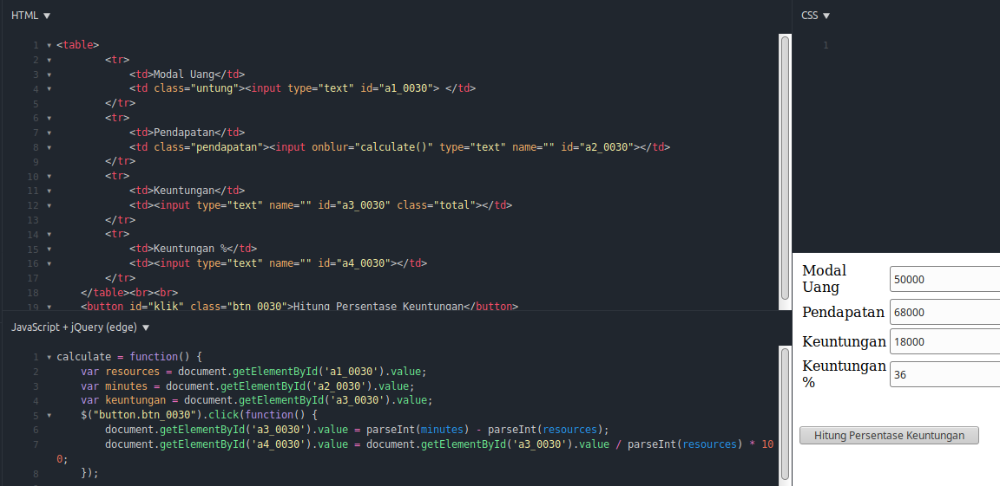 HTML ▼
1 ▾ <table>
2 ▾ <tr>
3 ▾ <td>Modal Uang</td>
4 ▾ <td class="untung"><input type="text" id="a1_0030"> </td>
5 </tr>
6 ▾ <tr>
7 ▾ <td>Pendapatan</td>
8 ▾ <td class="pendapatan"><input onblur="calculate()" type="text" name="" id="a2_0030"></td>
9 </tr>
10 ▾ <tr>
11 ▾ <td>Keuntungan</td>
12 ▾ <td><input type="text" name="" id="a3_0030" class="total"></td>
13 </tr>
14 ▾ <tr>
15 ▾ <td>Keuntungan %</td>
16 ▾ <td><input type="text" name="" id="a4_0030"></td>
17 </tr>
18 </table><br><br>
19 ▾ <button id="klik" class="btn_0030">Hitung Persentase Keuntungan</button>
JavaScript + jQuery (edge) ▼
1 ▾ calculate = function() {
2 var resources = document.getElementById('a1_0030').value;
3 var minutes = document.getElementById('a2_0030').value;
4 var keuntungan = document.getElementById('a3_0030').value;
5 ▾ $("button.btn_0030").click(function() {
6 document.getElementById('a3_0030').value = parseInt(minutes) - parseInt(resources);
7 document.getElementById('a4_0030').value = document.getElementById('a3_0030').value / parseInt(resources) * 10
0;
8 });
CSS ▼
1
Modal
Uang
50000
Pendapatan 68000
Keuntungan 18000
Keuntungan
%
36
Hitung Persentase Keuntungan